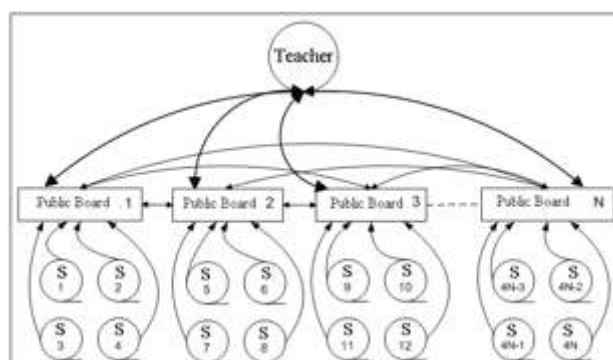 Teacher
Public Board 1
Public Board 2
Public Board 3
Public Board N
S 1
S 2
S 5
S 6
S 9
S 10
S 4N-3
S 4N-2
S 3
S 4
S 7
S 8
S 11
S 12
S 4N-1
S 4N